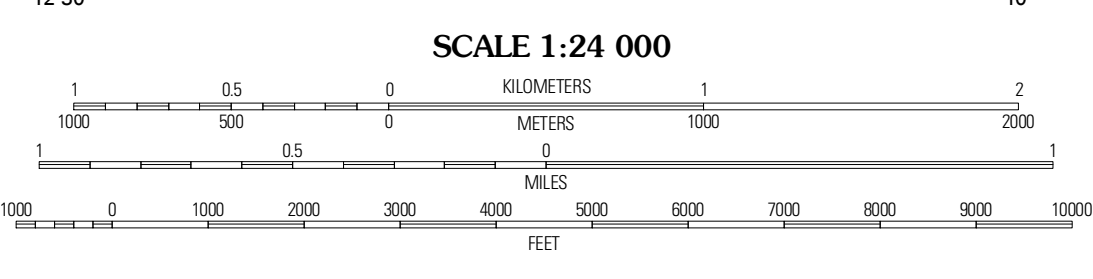 SCALE 1:24 000
1 0.5 0 KILOMETERS 1 2
1000 500 0 METERS 1000 2000
1 0.5 0 1
MILES
1000 0 1000 2000 3000 4000 5000 6000 7000 8000 9000 10000
FEET